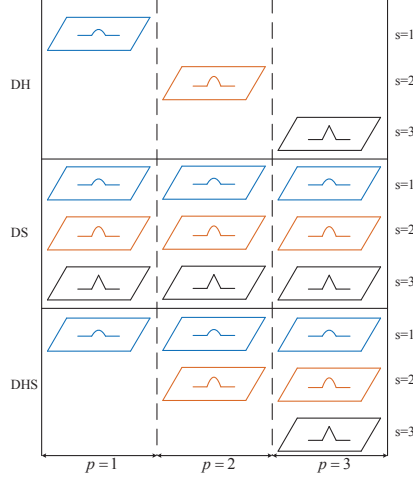 s=1
DH
s=2
s=3
s=1
DS
s=2
s=3
s=1
DHS
s=2
s=3
p = 1
p = 2
p = 3